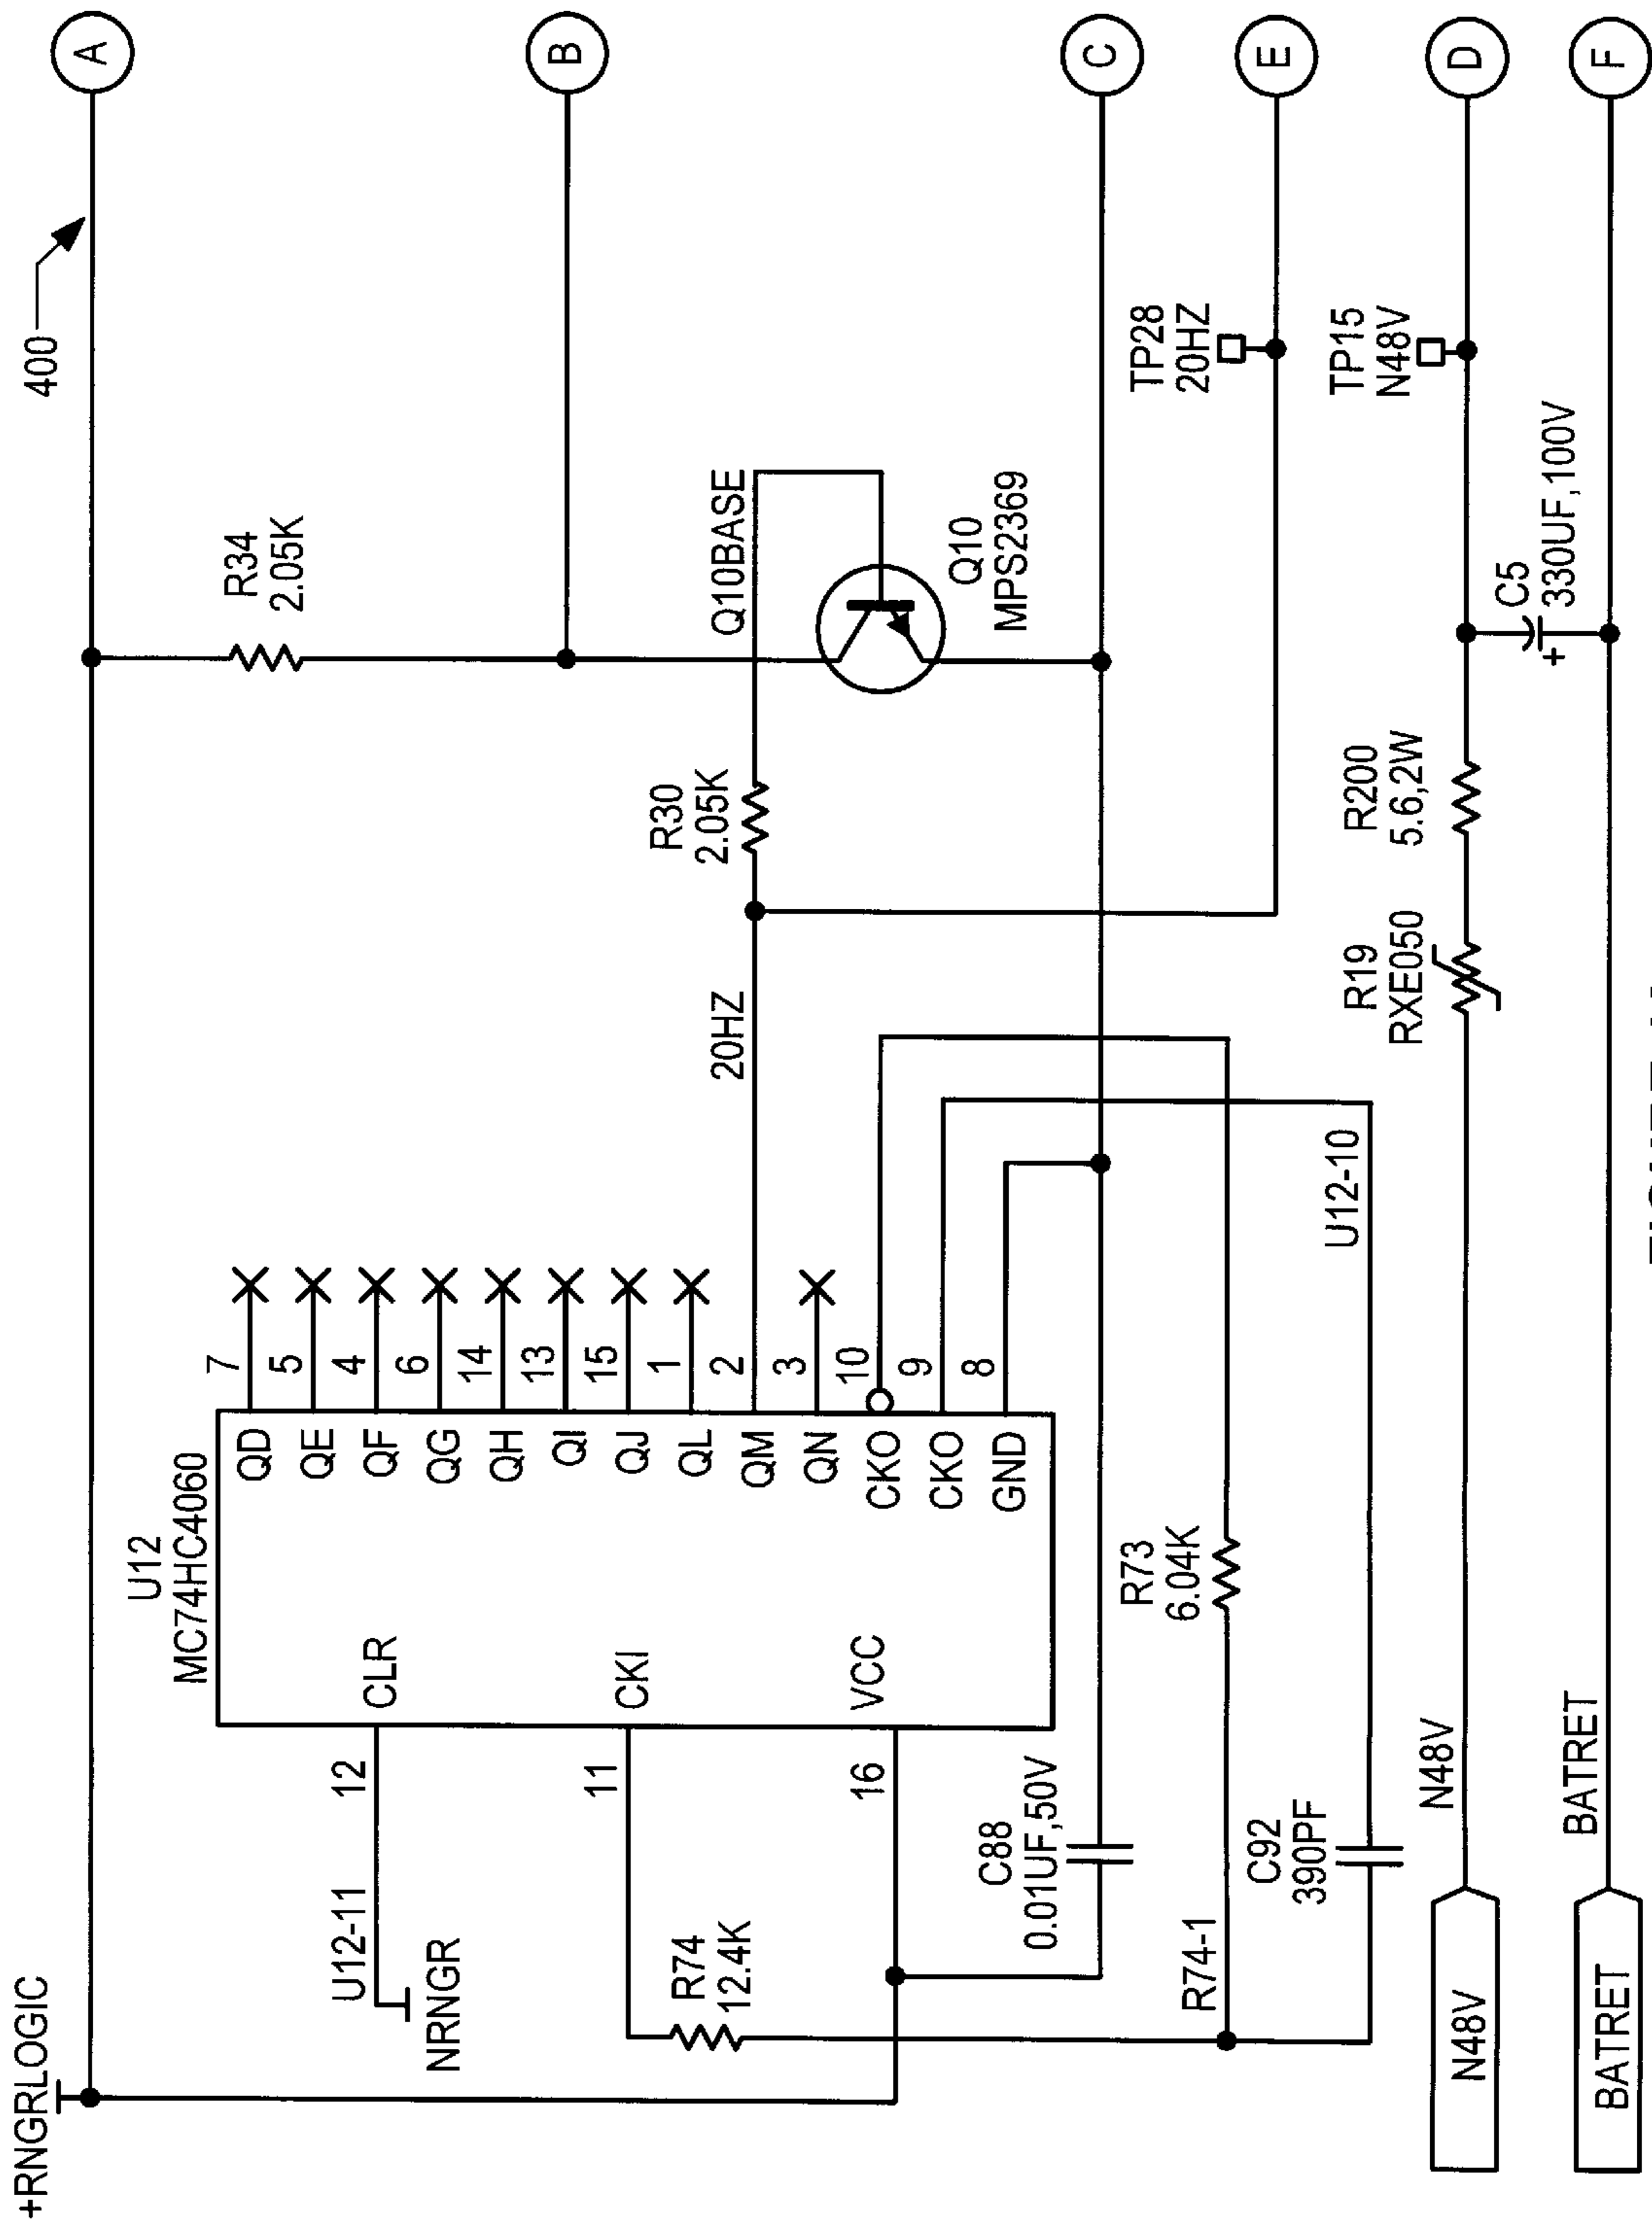 +RNGRLOGIC
400
A
R34
2.05K
B
U12
MC74HC4060
QD
7
QE
5
QF
4
QG
6
QH
14
QI
13
QJ
15
QL
1
QM
2
QN
3
CKO
10
CKO
9
GND
8
CLR
12
CKI
11
VCC
16
U12-11
NRNGR
R74
12.4K
20HZ
R30
2.05K
Q10BASE
Q10
MPS2369
C88
0.01UF,50V
C
R73
6.04K
R74-1
TP28
20HZ
E
C92
390PF
U12-10
N48V
N48V
R19
RXE050
R200
5.6,2W
TP15
N48V
D
C5
330UF,100V
+
BATRET
BATRET
F